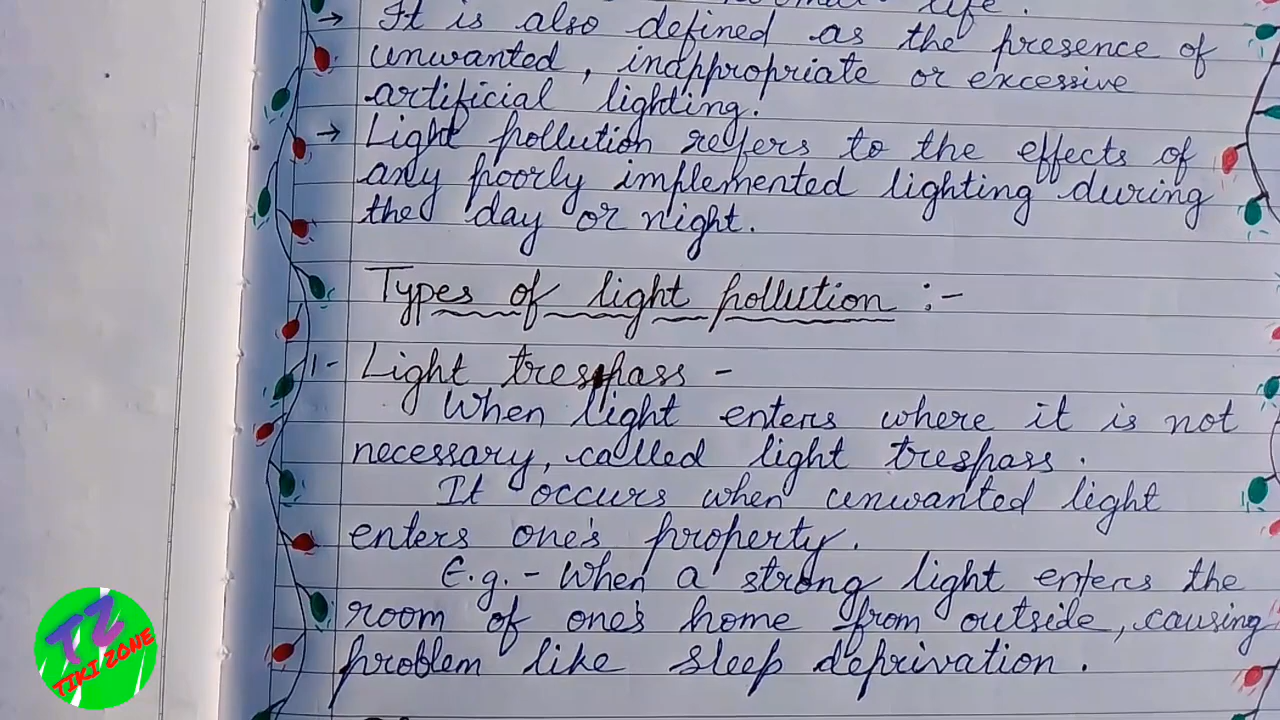 normal life.
→ It is also defined as the presence of
unwanted, inappropriate or excessive
artificial lighting.
→ Light pollution refers to the effects of
any poorly implemented lighting during
the day or night.
Types of light pollution :-
1- Light trespass -
When light enters where it is not
necessary, called light trespass.
It occurs when unwanted light
enters one's property.
E.g. - When a strong light enters the
room of one's home from outside, causing
problem like sleep deprivation.
TZ
TIKI ZONE